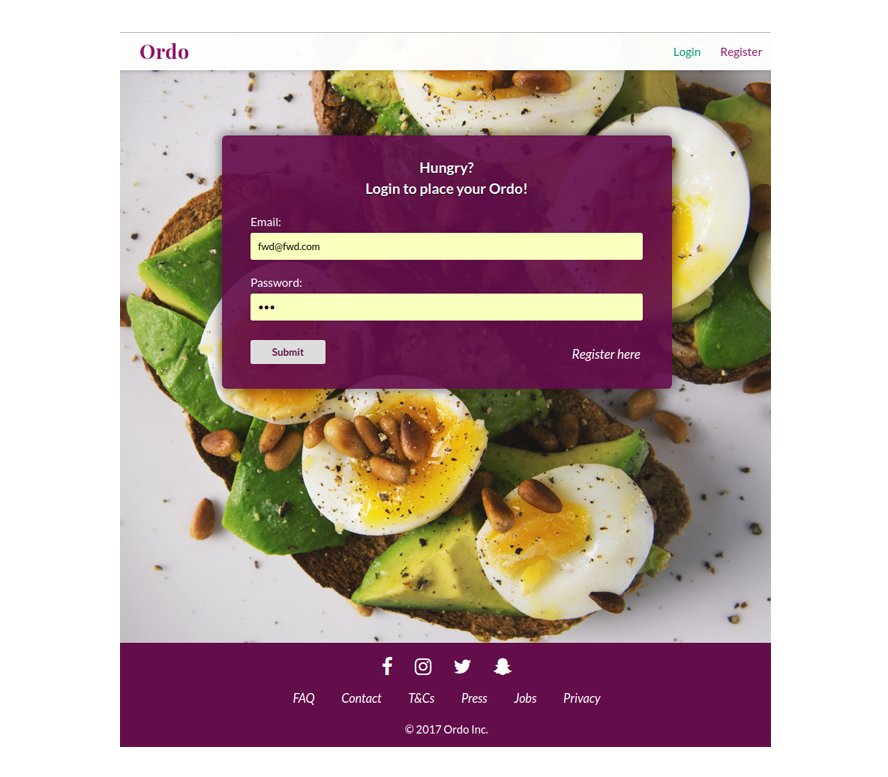 Ordo
Login Register
Hungry?
Login to place your Ordo!
Email:
fwd@fwd.com
Password:
•••
Submit
Register here
FAQ Contact T&Cs Press Jobs Privacy
© 2017 Ordo Inc.